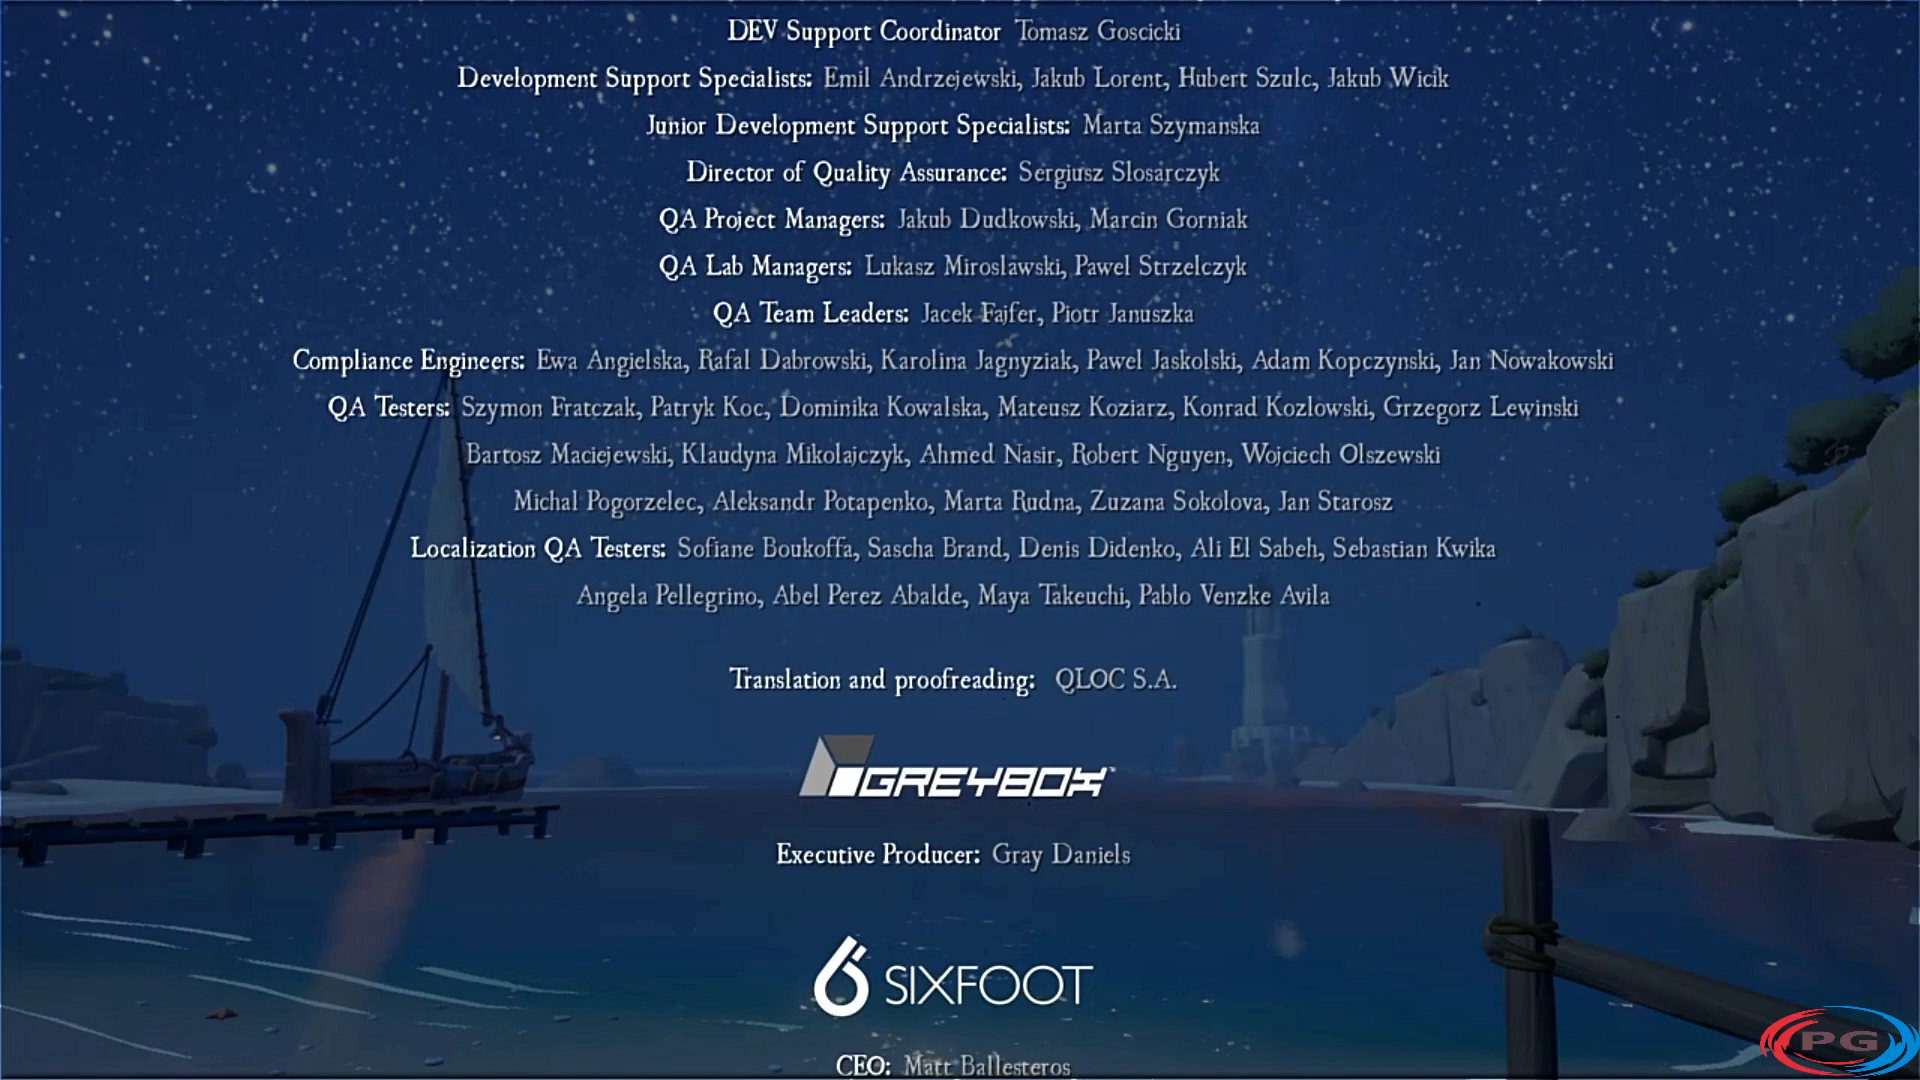 DEV Support Coordinator Tomasz Goscicki
Development Support Specialists: Emil Andrzejewski, Jakub Lorent, Hubert Szulc, Jakub Wicik
Junior Development Support Specialists: Marta Szymanska
Director of Quality Assurance: Sergiusz Slosarczyk
QA Project Managers: Jakub Dudkowski, Marcin Gorniak
QA Lab Managers: Lukasz Miroslawski, Pawel Strzelczyk
QA Team Leaders: Jacek Fajfer, Piotr Januszka
Compliance Engineers: Ewa Angielska, Rafal Dabrowski, Karolina Jagnyziak, Pawel Jaskolski, Adam Kopczynski, Jan Nowakowski
QA Testers: Szymon Fratczak, Patryk Koc, Dominika Kowalska, Mateusz Koziarz, Konrad Kozlowski, Grzegorz Lewinski
Bartosz Maciejewski, Klaudyna Mikolajczyk, Ahmed Nasir, Robert Nguyen, Wojciech Olszewski
Michal Pogorzelec, Aleksandr Potapenko, Marta Rudna, Zuzana Sokolova, Jan Starosz
Localization QA Testers: Sofiane Boukoffa, Sascha Brand, Denis Didenko, Ali El Sabeh, Sebastian Kwika
Angela Pellegrino, Abel Perez Abalde, Maya Takeuchi, Pablo Venzke Avila
Translation and proofreading: QLOC S.A.
GREYBOX™
Executive Producer: Gray Daniels
6 SIXFOOT
CEO: Matt Ballesteros
PG